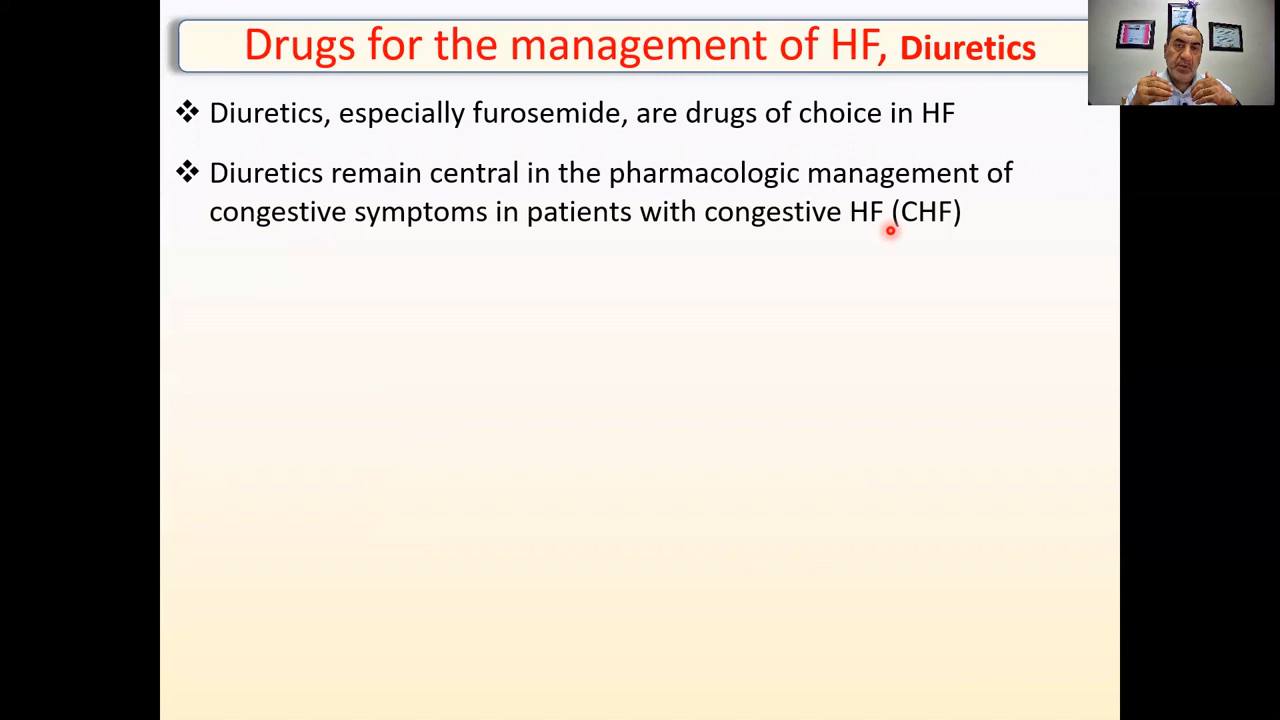 Drugs for the management of HF, Diuretics
❖ Diuretics, especially furosemide, are drugs of choice in HF
❖ Diuretics remain central in the pharmacologic management of
congestive symptoms in patients with congestive HF (CHF)